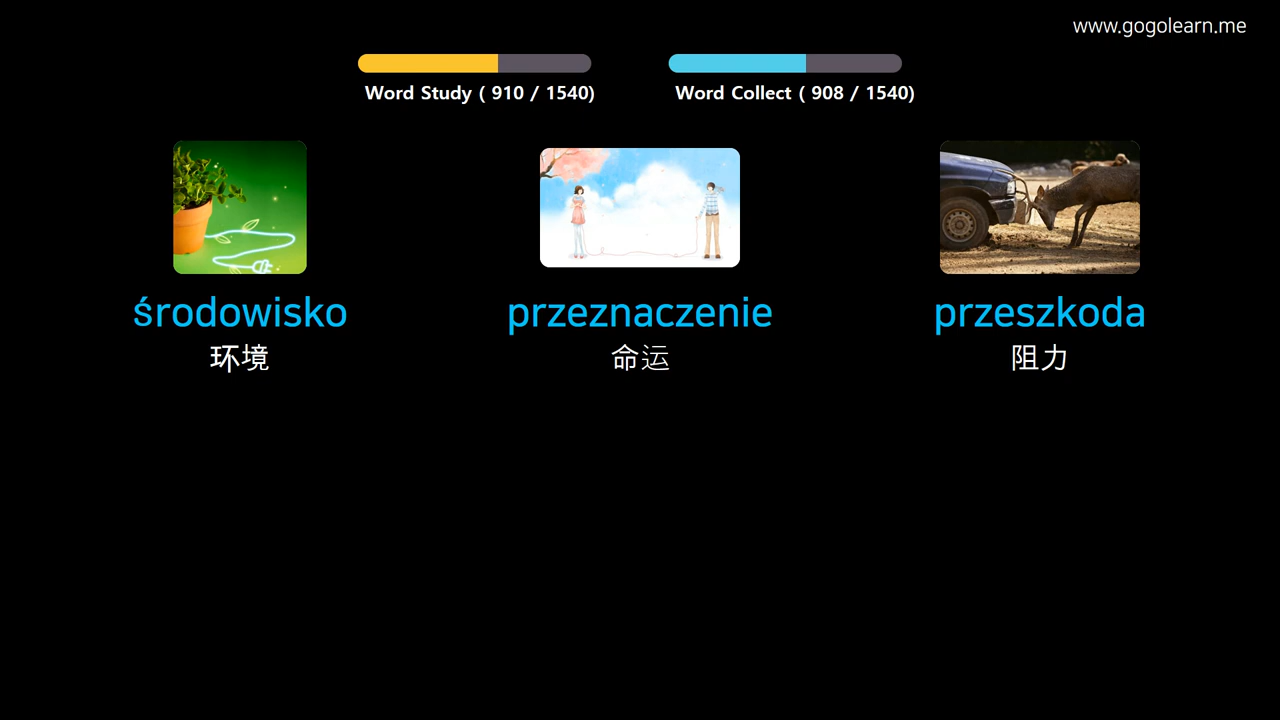 www.gogolearn.me
Word Study ( 910 / 1540)
Word Collect ( 908 / 1540)
środowisko
przeznaczenie
przeszkoda
环境
命运
阻力